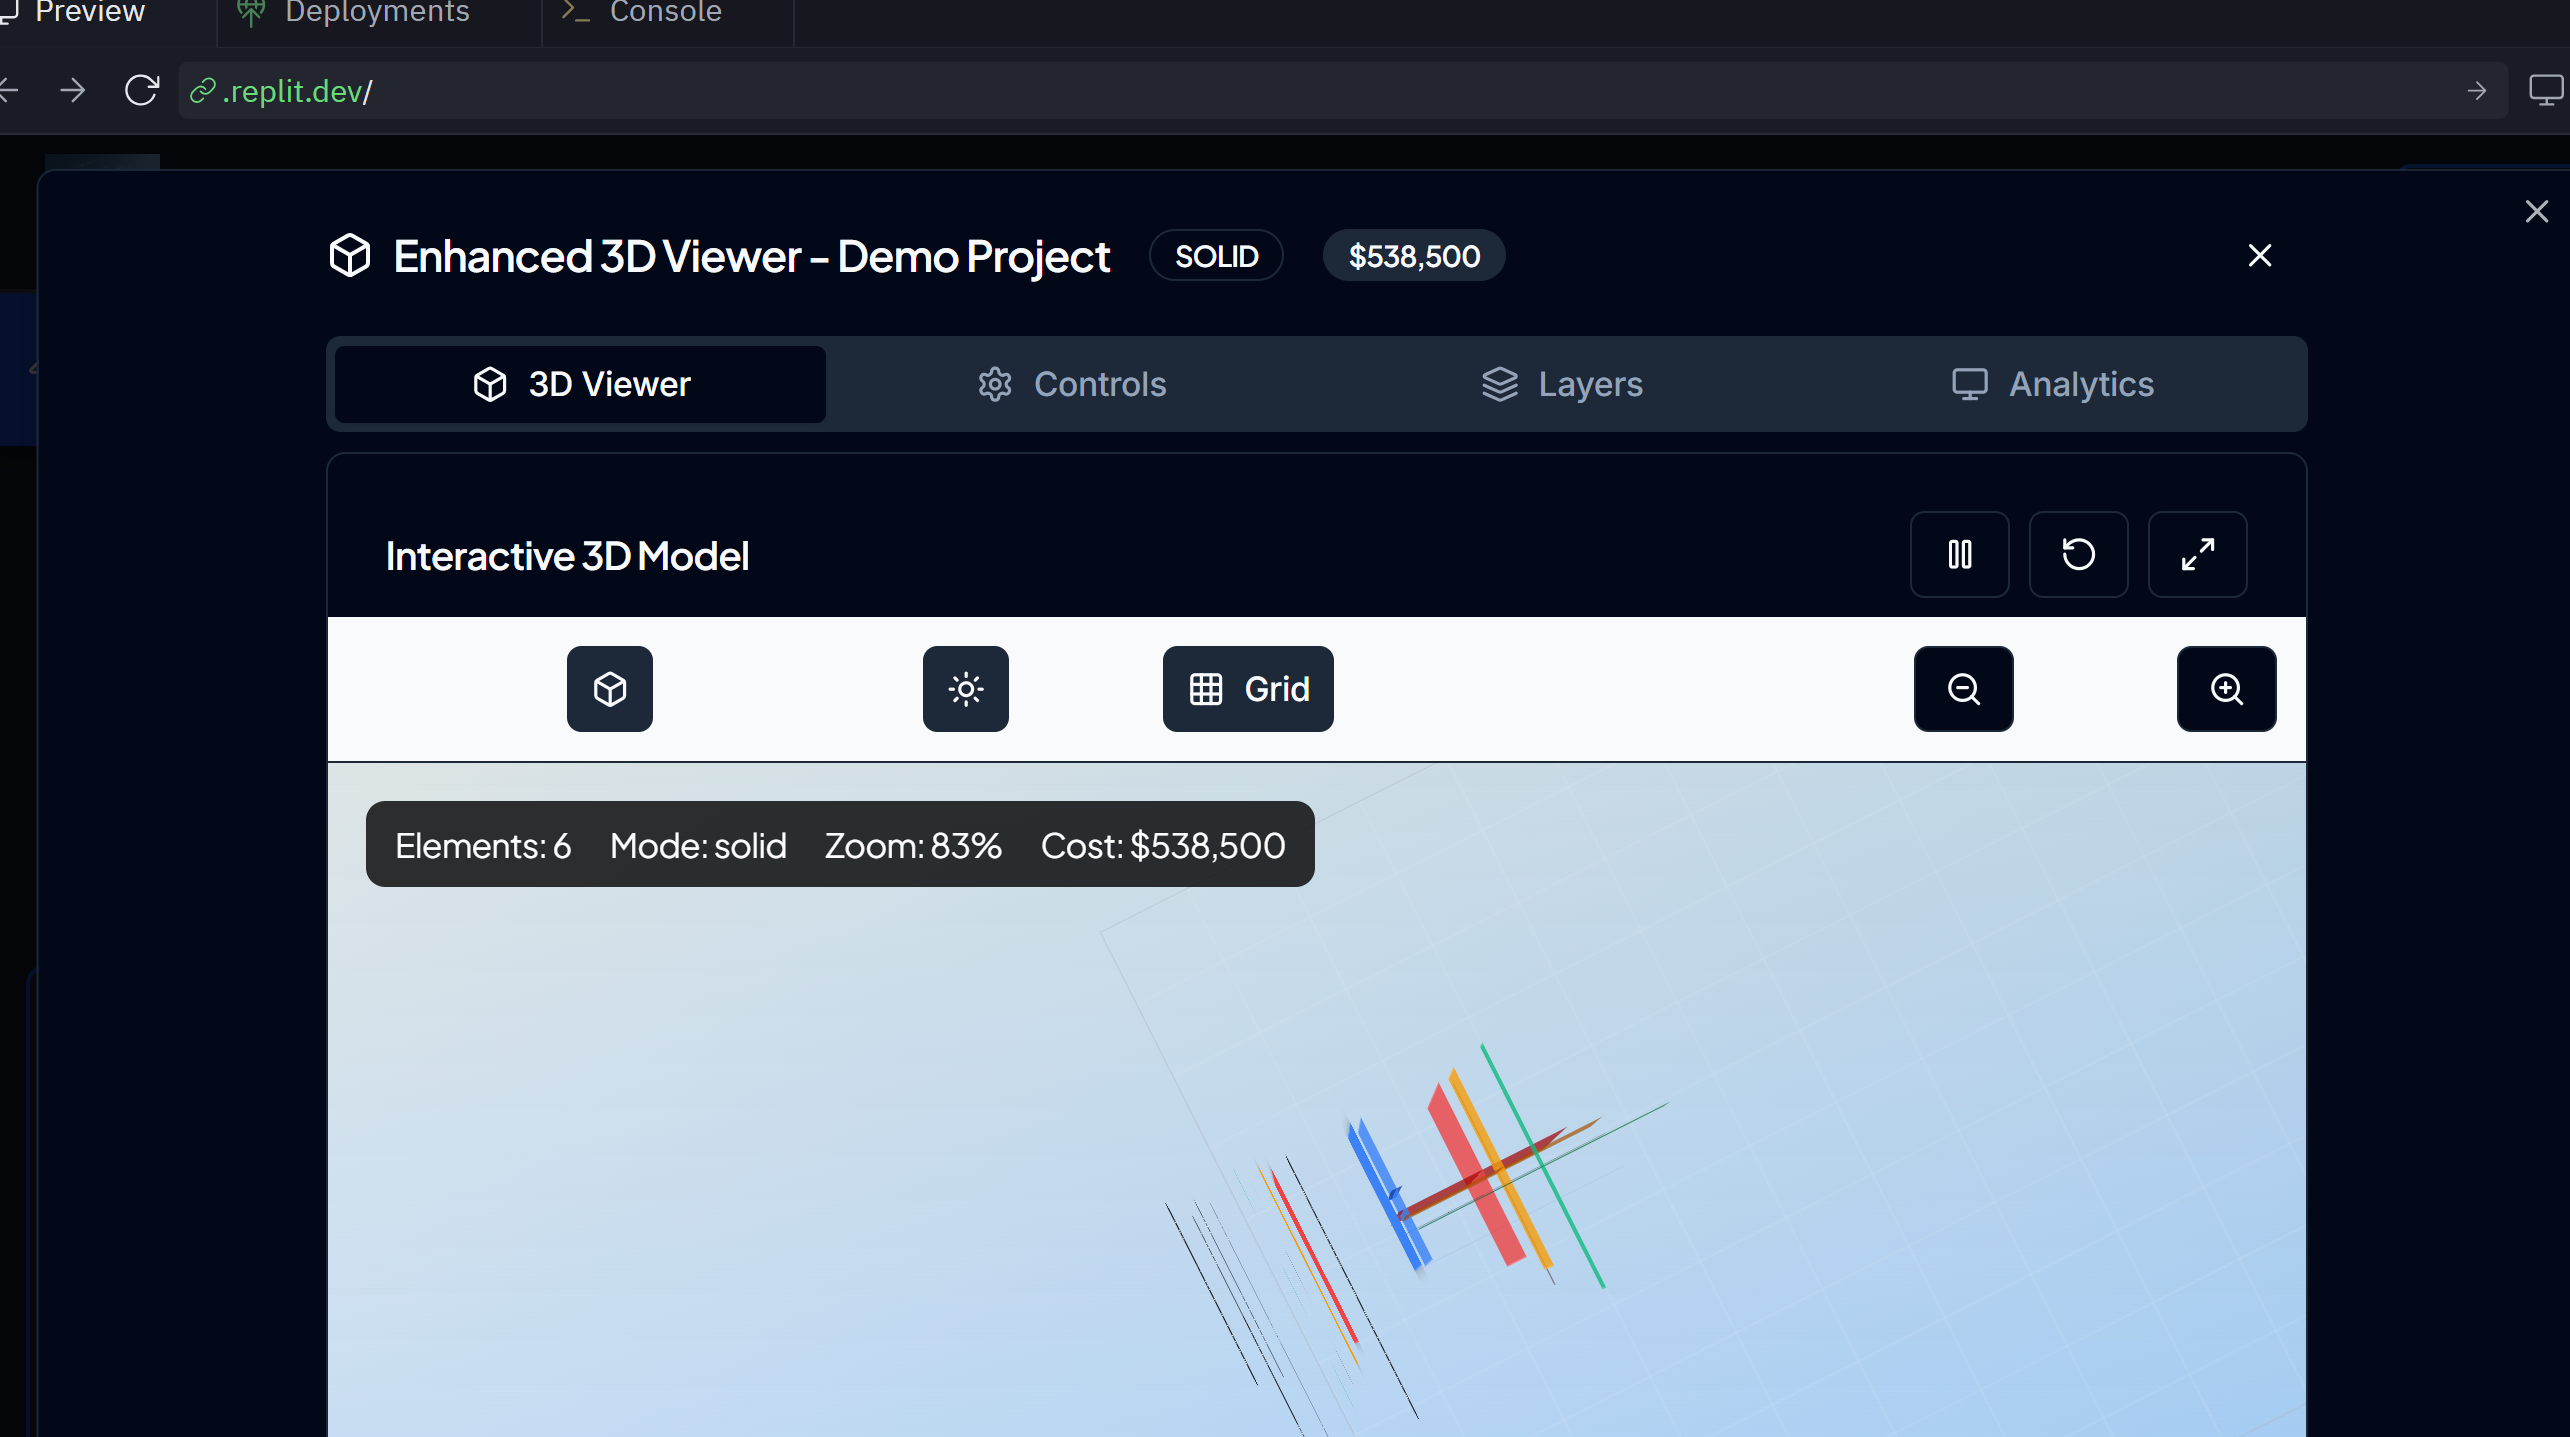 Preview
Deployments
Console
.replit.dev/
Enhanced 3D Viewer - Demo Project
SOLID
$538,500
3D Viewer
Controls
Layers
Analytics
Interactive 3D Model
Grid
Elements: 6 Mode: solid Zoom: 83% Cost: $538,500